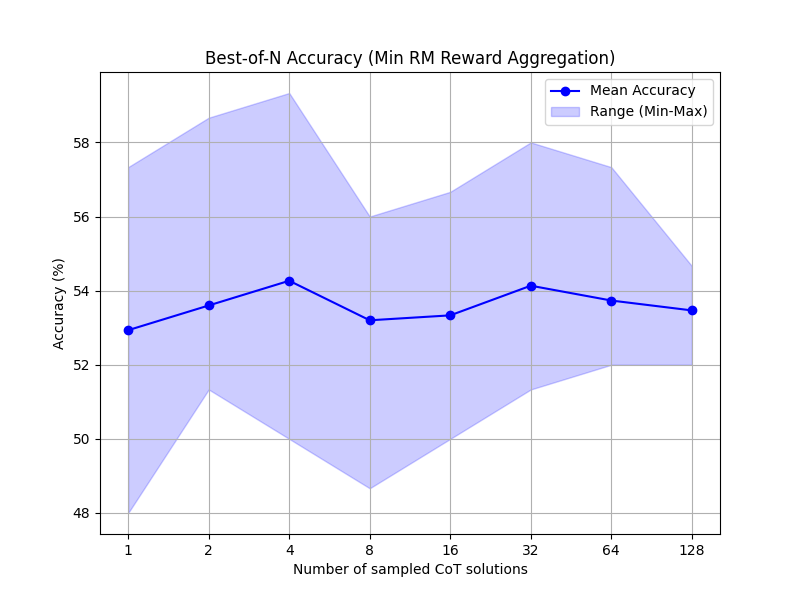 Best-of-N Accuracy (Min RM Reward Aggregation)
Mean Accuracy
Range (Min-Max)
Accuracy (%)
58
56
54
52
50
48
1 2 4 8 16 32 64 128
Number of sampled CoT solutions